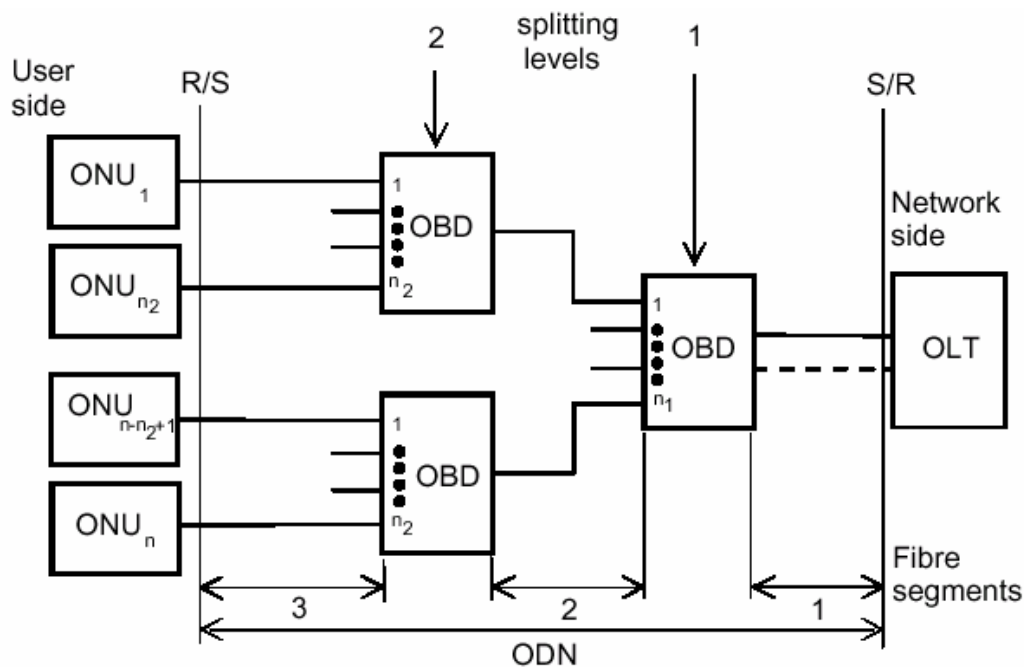 splitting
levels
2
1
User
side
R/S
S/R
ONU1
1
OBD
n2
ONUn2
Network
side
1
OBD
n1
OLT
ONUn-n2+1
1
OBD
n2
ONUn
3
2
1
Fibre
segments
ODN